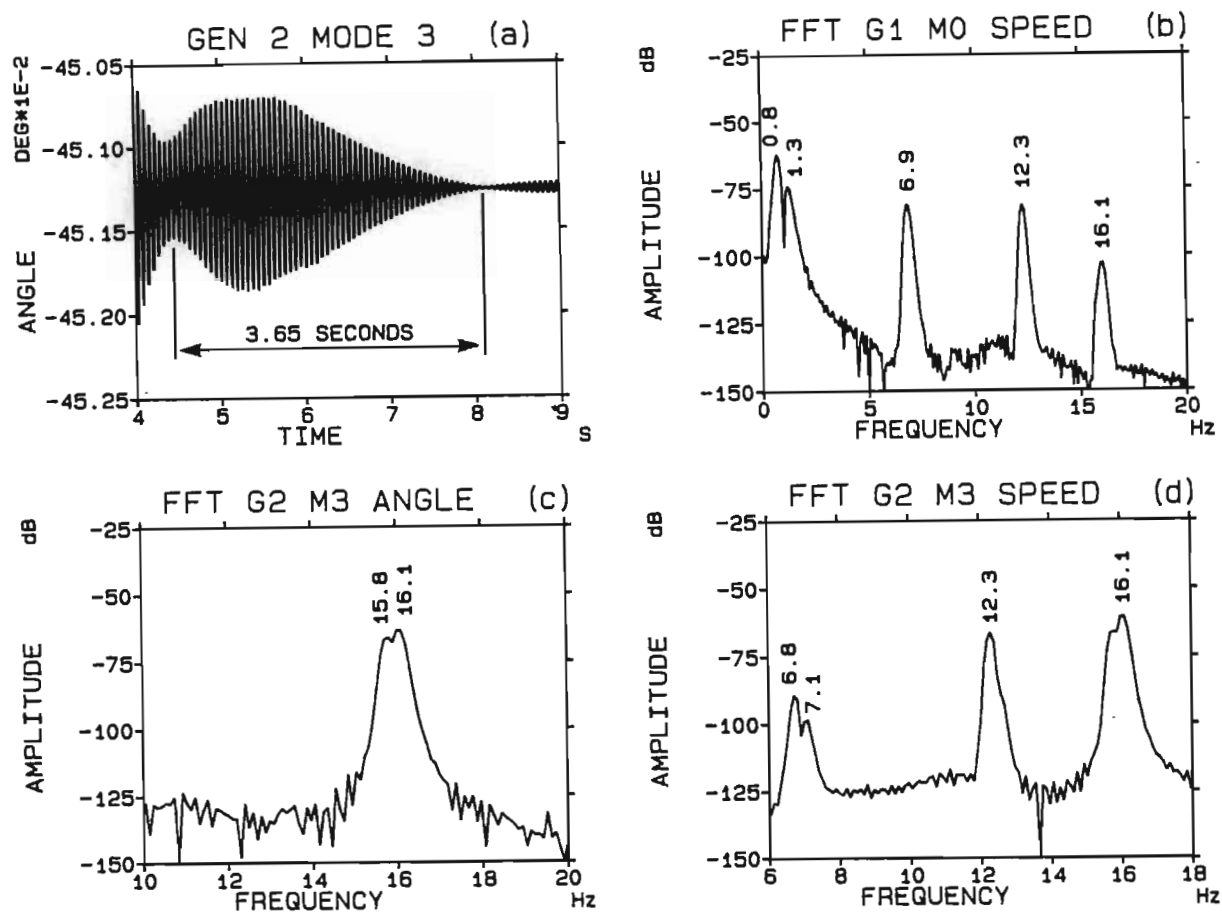 GEN 2 MODE 3 (a)
DEG*1E-2
ANGLE
-45.05
-45.10
-45.15
-45.20
-45.25
3.65 SECONDS
4 5 6 7 8 9
TIME S
FFT G1 M0 SPEED (b)
dB
AMPLITUDE
-25
-50
-75
-100
-125
-150
0.8
1.3
6.9
12.3
16.1
0 5 10 15 20
FREQUENCY Hz
FFT G2 M3 ANGLE (c)
dB
AMPLITUDE
-25
-50
-75
-100
-125
-150
15.8
16.1
10 12 14 16 18 20
FREQUENCY Hz
FFT G2 M3 SPEED (d)
dB
AMPLITUDE
-25
-50
-75
-100
-125
-150
6.8
7.1
12.3
16.1
6 8 10 12 14 16 18
FREQUENCY Hz